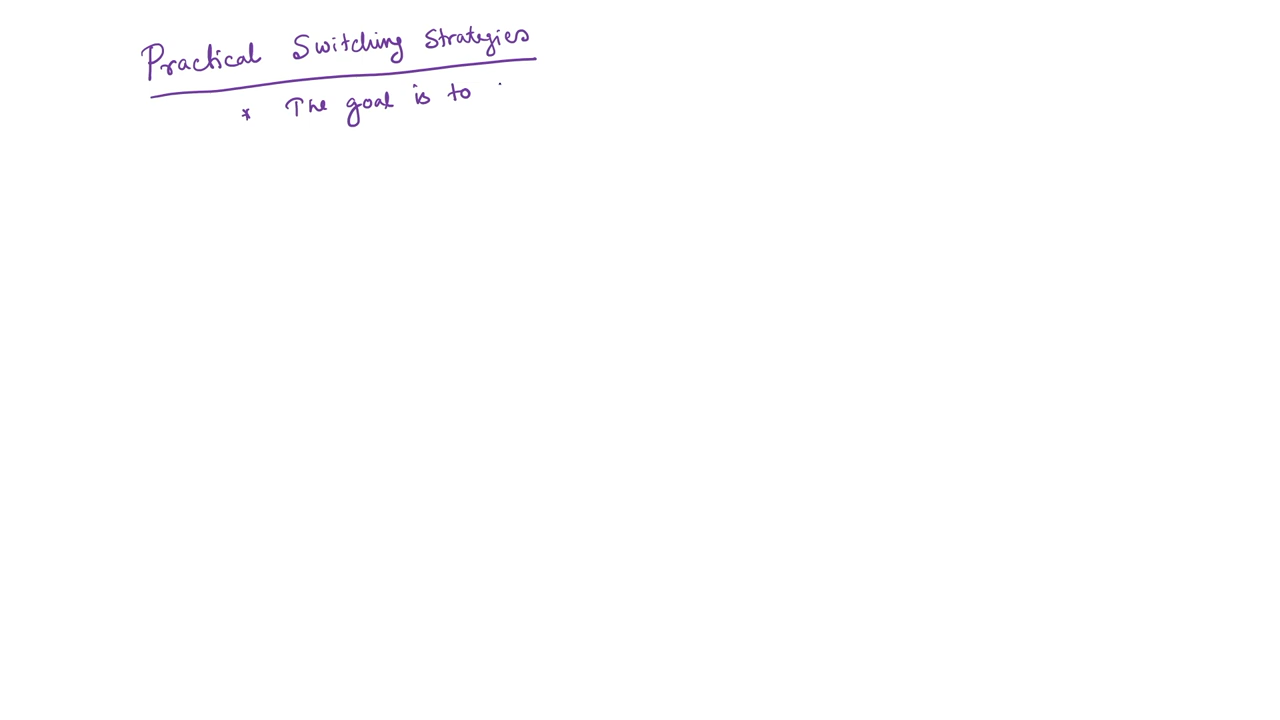 Practical Switching Strategies
* The goal is to